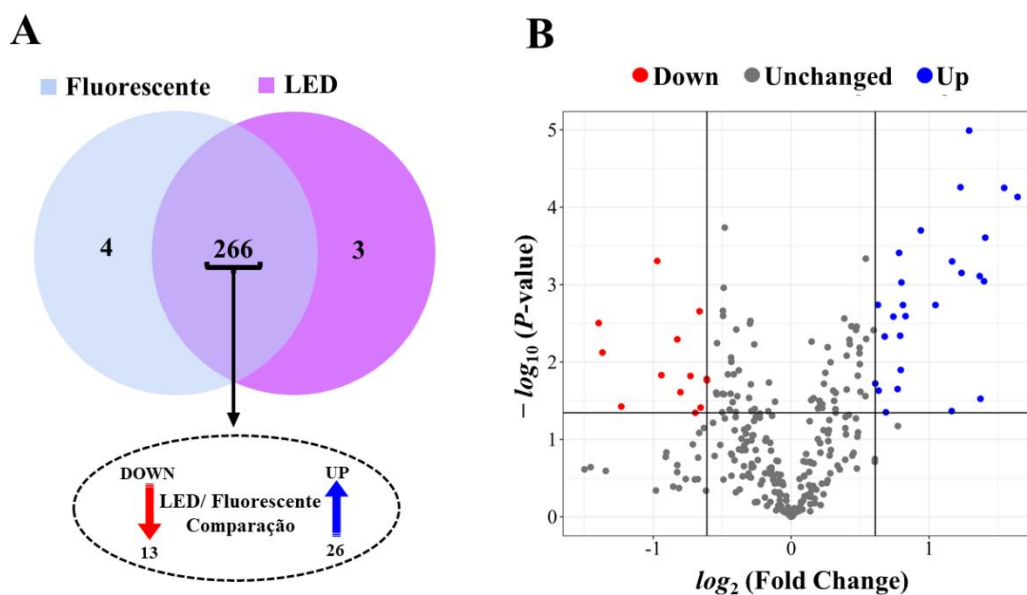 A
Fluorescente LED
4 266 3
DOWN UP
LED/ Fluorescente
Comparação
13 26
B
Down Unchanged Up
5
4
3
2
1
0
-1 0 1
− log10 (P-value)
log2 (Fold Change)